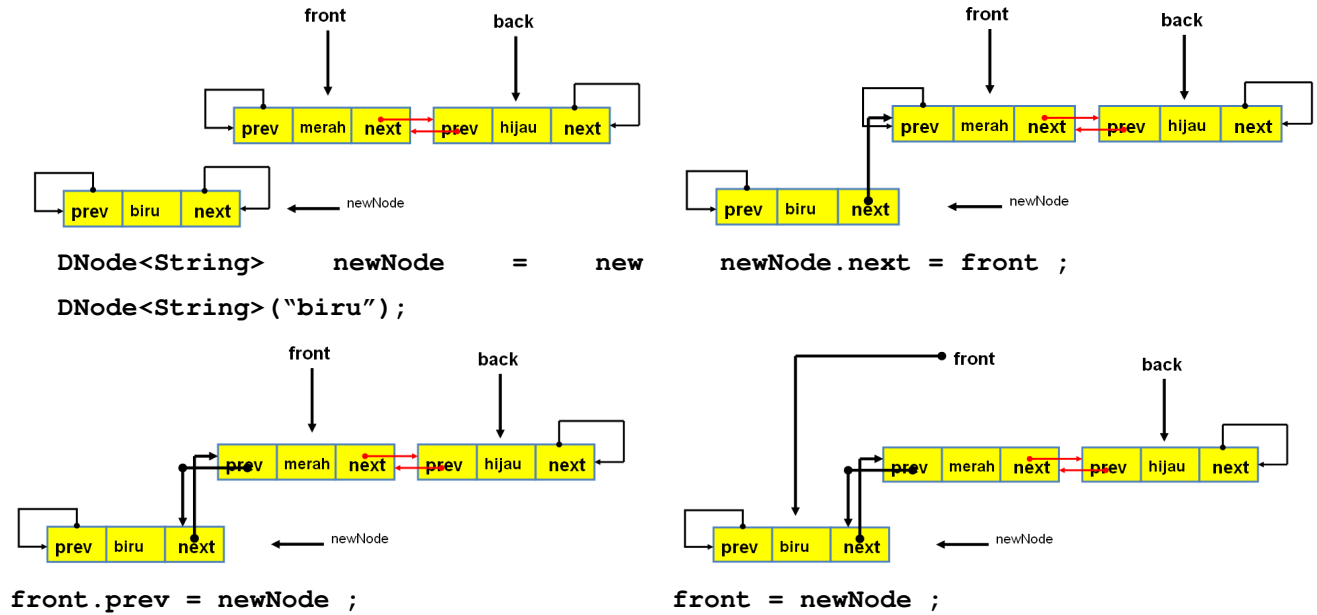 front
back
prev merah next prev hijau next
prev biru next
newNode
DNode<String> newNode = new
DNode<String>(“biru”);
front
back
prev merah next prev hijau next
prev biru next
newNode
newNode.next = front ;
front
back
prev merah next prev hijau next
prev biru next
newNode
front.prev = newNode ;
front
back
prev merah next prev hijau next
prev biru next
newNode
front = newNode ;